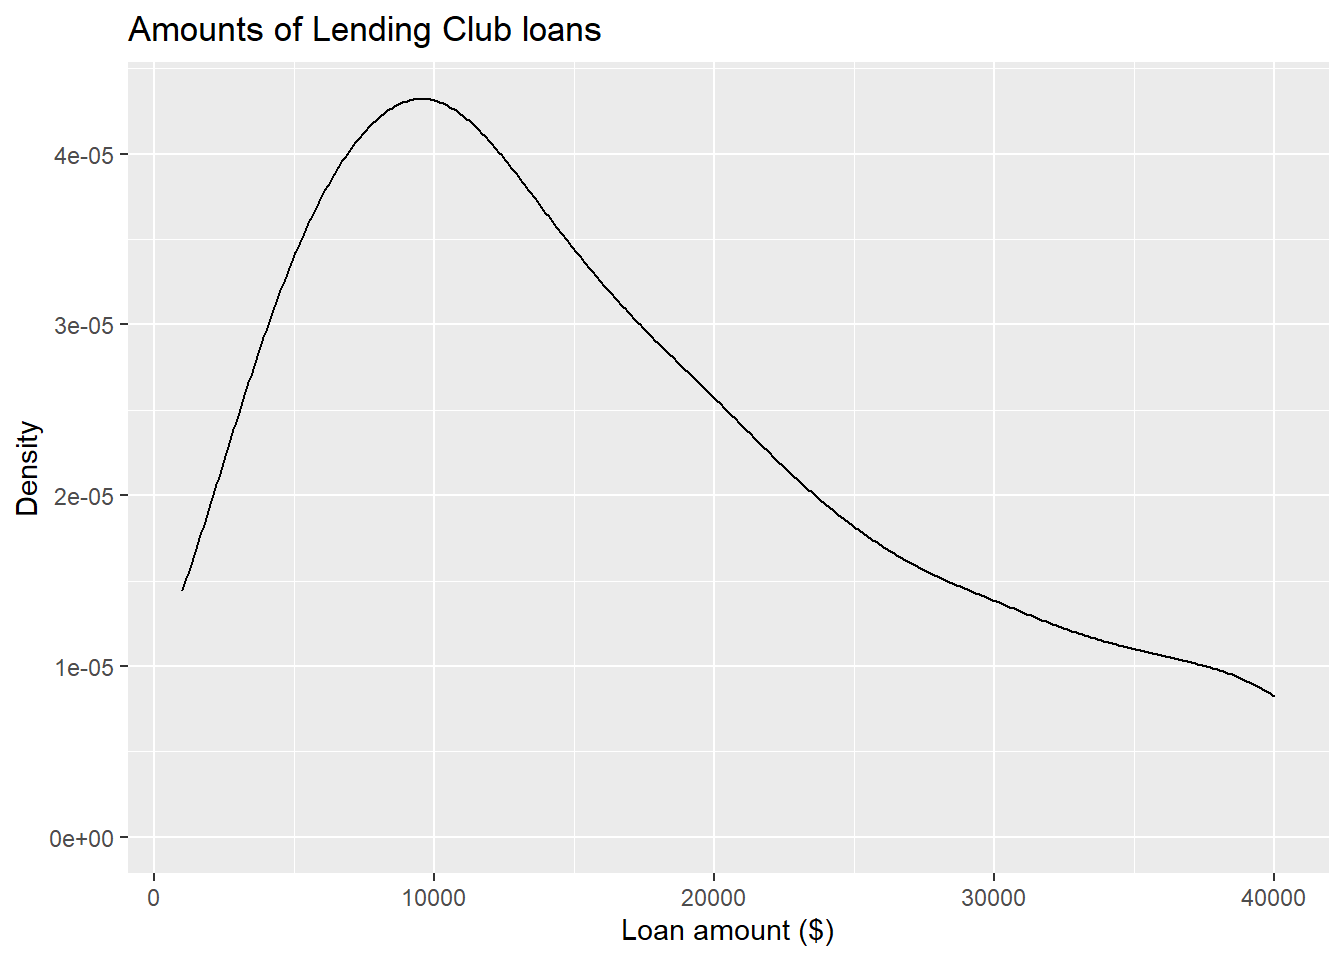 Amounts of Lending Club loans
4e-05
3e-05
2e-05
1e-05
0e+00
Density
0 10000 20000 30000 40000
Loan amount ($)